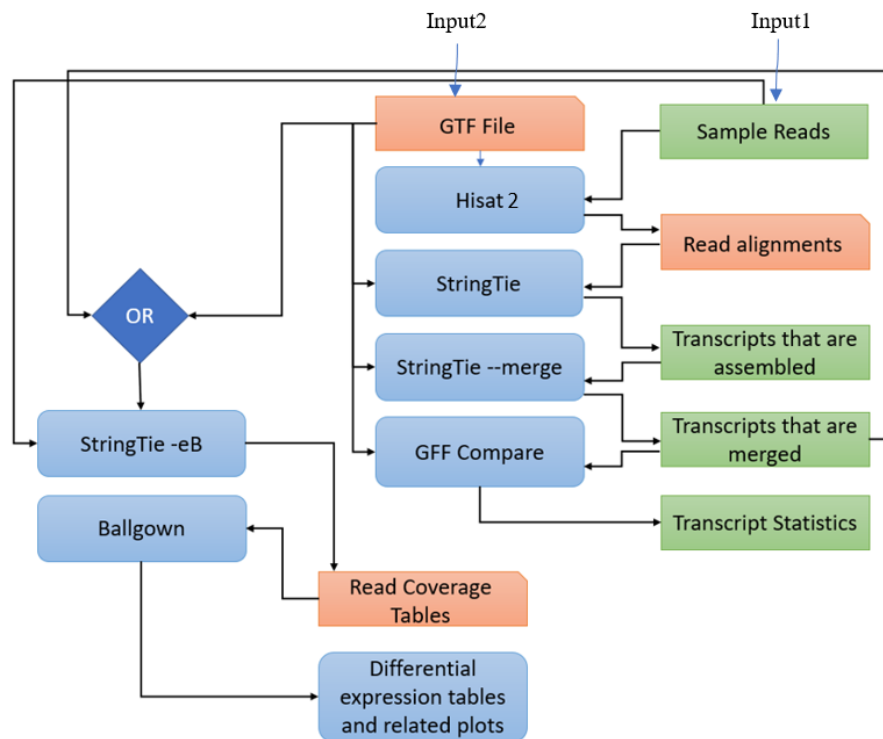 Input2
Input1
GTF File
Sample Reads
Hisat 2
Read alignments
StringTie
OR
Transcripts that are
assembled
StringTie --merge
Transcripts that are
merged
StringTie -eB
GFF Compare
Ballgown
Transcript Statistics
Read Coverage
Tables
Differential
expression tables
and related plots